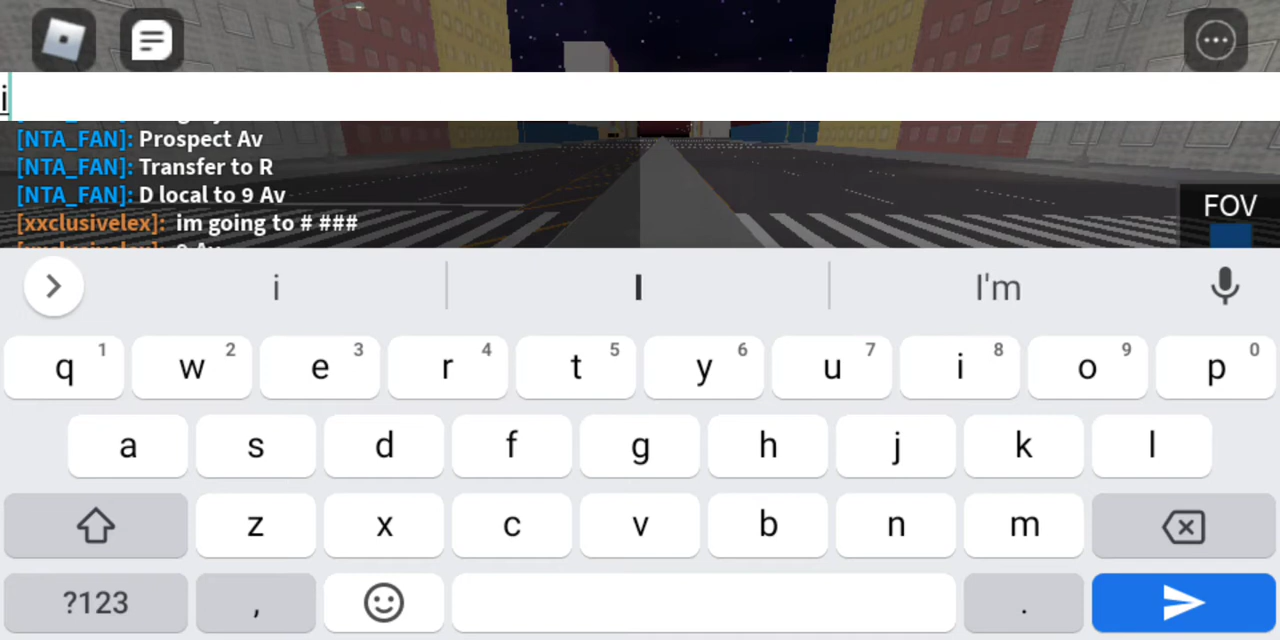 i
[NTA_FAN]: Prospect Av
[NTA_FAN]: Transfer to R
[NTA_FAN]: D local to 9 Av
[xxclusivelex]: im going to # ###
FOV
i I I'm
q 1 w 2 e 3 r 4 t 5 y 6 u 7 i 8 o 9 p 0
a s d f g h j k l
z x c v b n m
?123 , .